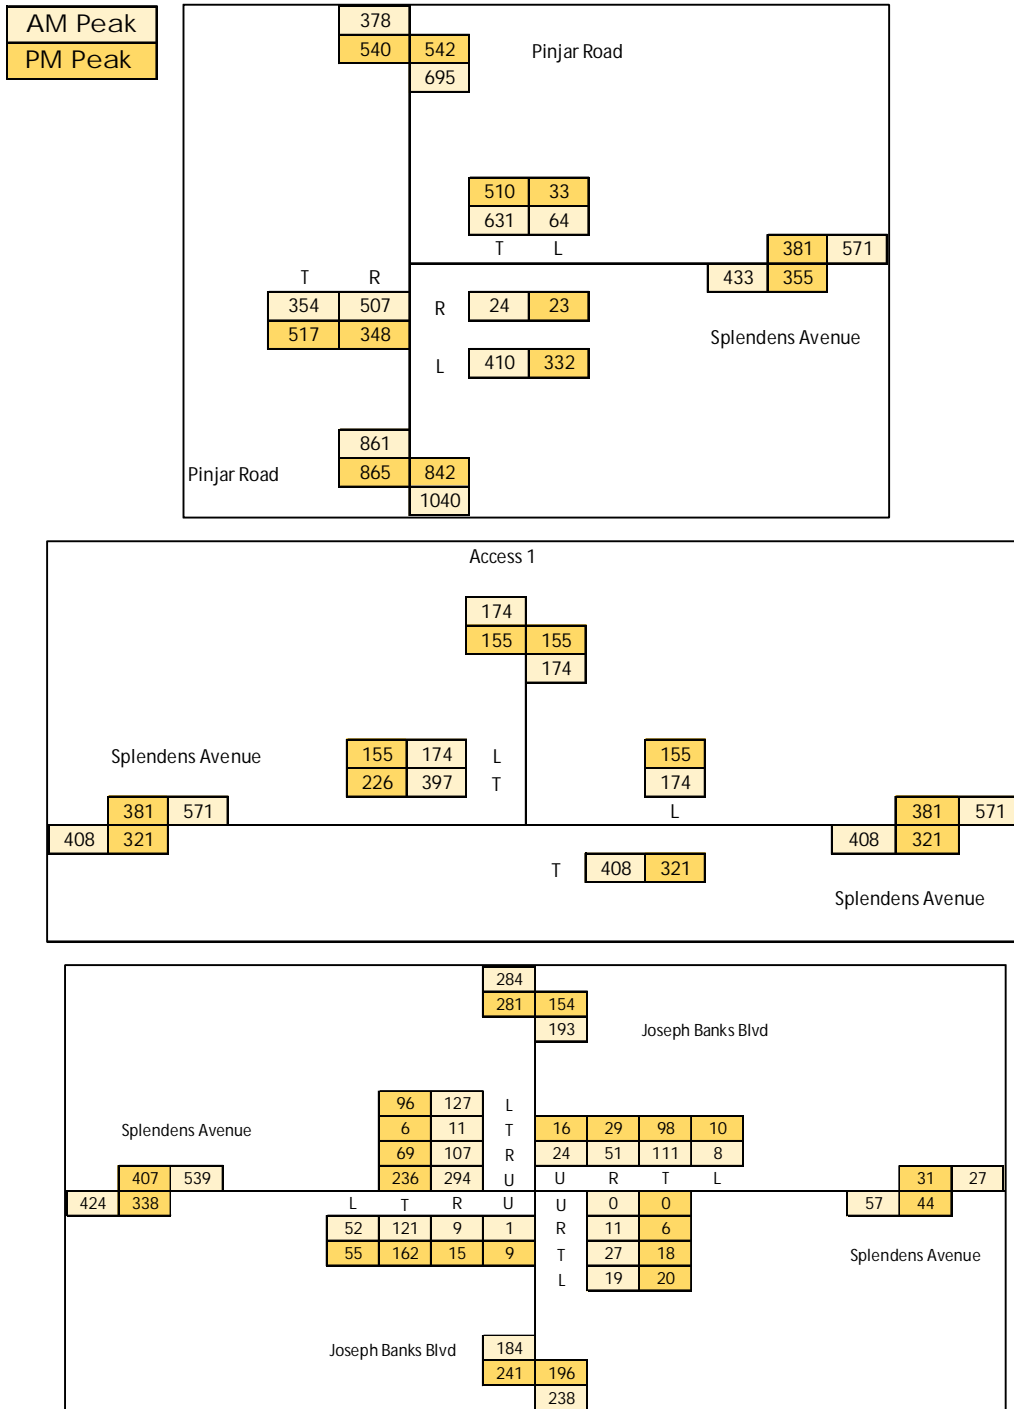 AM Peak
PM Peak
378
540 542
695
Pinjar Road
510 33
631 64
T L
381 571
433 355
Splendens Avenue
T R
354 507
517 348
R 24 23
L 410 332
861
865 842
1040
Pinjar Road
Access 1
174
155 155
174
Splendens Avenue
155 174 L
226 397 T
155
174
L
381 571
408 321
381 571
408 321
T 408 321
Splendens Avenue
284
281 154
193
Joseph Banks Blvd
Splendens Avenue
96 127 L
6 11 T
69 107 R
236 294 U
16 29 98 10
24 51 111 8
U R T L
407 539
424 338
31 27
57 44
L T R U
52 121 9 1
55 162 15 9
U 0 0
R 11 6
T 27 18
L 19 20
Splendens Avenue
Joseph Banks Blvd
184
241 196
238